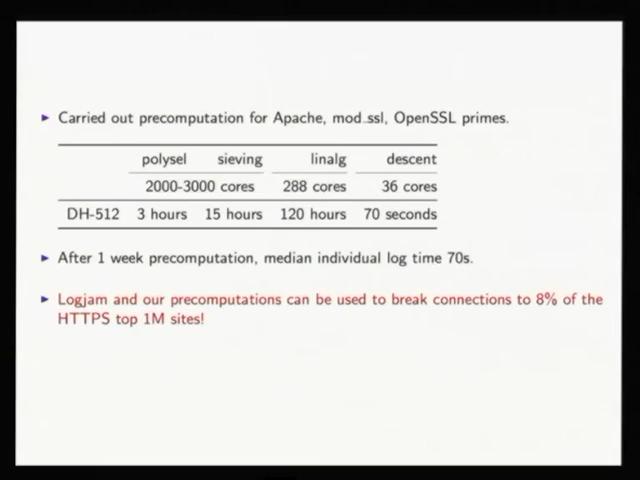 Carried out precomputation for Apache, mod_ssl, OpenSSL primes.
polysel sieving linalg descent
2000-3000 cores 288 cores 36 cores
DH-512 3 hours 15 hours 120 hours 70 seconds
After 1 week precomputation, median individual log time 70s.
Logjam and our precomputations can be used to break connections to 8% of the
HTTPS top 1M sites!